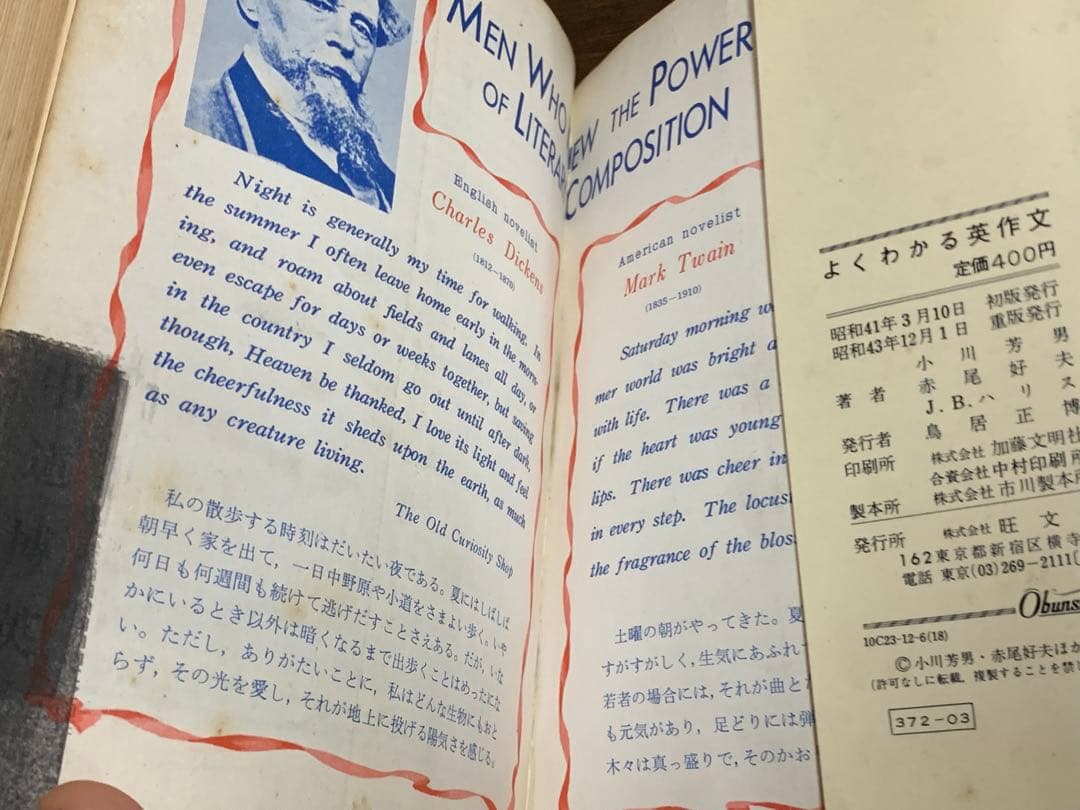 MEN WHO
OF LITERAR
English novelist
Charles Dickens
(1812–1870)
Night is generally my time for walking. In
the summer I often leave home early in the morn-
ing, and roam about fields and lanes all day, or
even escape for days or weeks together, but saving
in the country I seldom go out until after dark,
though, Heaven be thanked, I love its light and feel
the cheerfulness it sheds upon the earth, as much
as any creature living.
The Old Curiosity Shop
私の散歩する時刻はだいたい夜である。夏にはしばしば
朝早く家を出て，一日中野原や小道をさまよい歩く。いや
何日も何週間も続けて逃げだすことさえある。だが，いな
かにいるとき以外は暗くなるまで出歩くことはめったにな
い。ただし，ありがたいことに，私はどんな生物にもおと
らず，その光を愛し，それが地上に投げる陽気さを感じる。
NEW THE POWER
COMPOSITION
American novelist
Mark Twain
(1835–1910)
Saturday morning w
mer world was bright a
with life. There was a
if the heart was young
lips. There was cheer in
in every step. The locus
the fragrance of the blos
土曜の朝がやってきた。夏
すがすがしく，生気にあふれ
若者の場合には，それが曲と
も元気があり，足どりには弾
木々は真っ盛りで，そのかお
よくわかる英作文
定価400円
昭和41年3月10日 初版発行
昭和43年12月1日 重版発行
著者 小川芳男
赤尾好夫
J.B.ハリス
発行者 鳥居正博
印刷所 株式会社 加藤文明社
合資会社 中村印刷所
製本所 株式会社 市川製本所
発行所 株式会社 旺文
162 東京都新宿区横寺
電話 東京(03)269-2111
Obuns
10C23-12-6(18)
© 小川芳男・赤尾好夫ほか
(許可なしに転載，複製することを禁
372-03